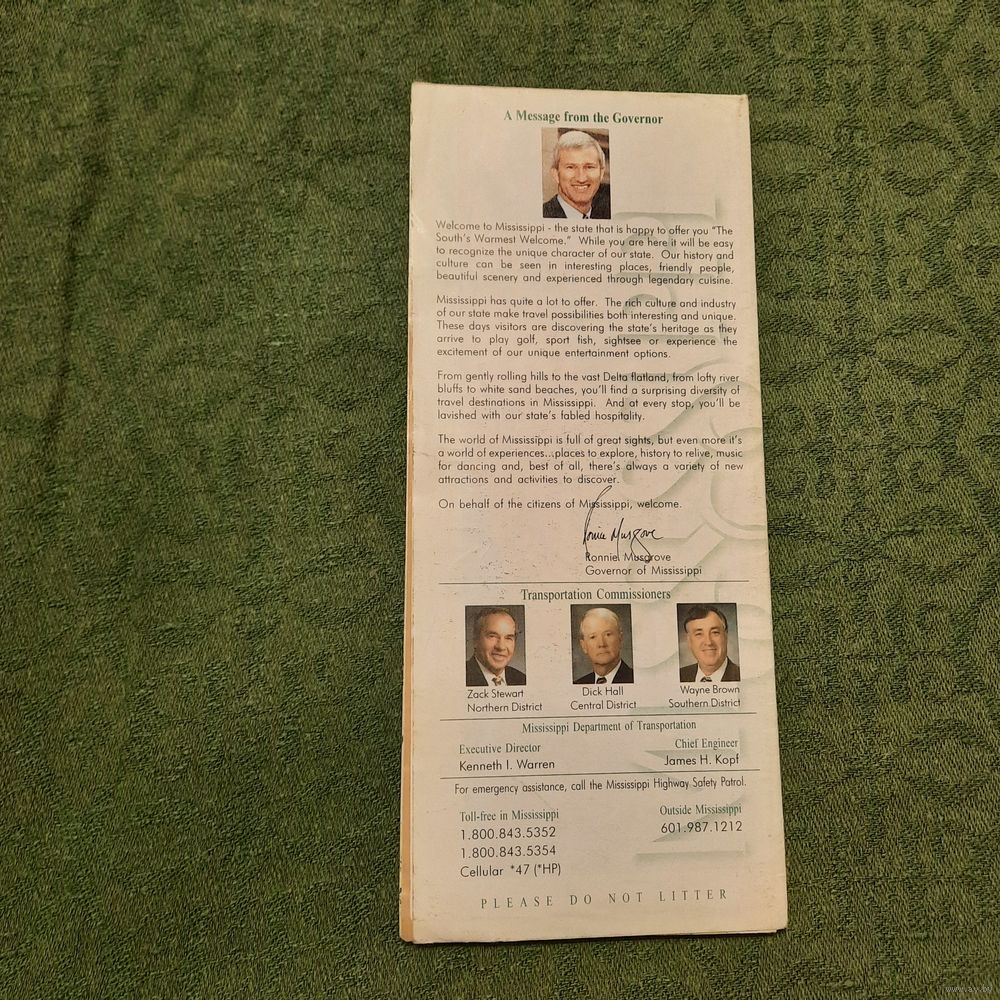 A Message from the Governor
Welcome to Mississippi - the state that is happy to offer you "The
South's Warmest Welcome." While you are here it will be easy
to recognize the unique character of our state. Our history and
culture can be seen in interesting places, friendly people,
beautiful scenery and experienced through legendary cuisine.
Mississippi has quite a lot to offer. The rich culture and industry
of our state make travel possibilities both interesting and unique.
These days visitors are discovering the state's heritage as they
arrive to play golf, sport fish, sightsee or experience the
excitement of our unique entertainment options.
From gently rolling hills to the vast Delta flatland, from lofty river
bluffs to white sand beaches, you'll find a surprising diversity of
travel destinations in Mississippi. And at every stop, you'll be
lavished with our state's fabled hospitality.
The world of Mississippi is full of great sights, but even more it's
a world of experiences...places to explore, history to relive, music
for dancing and, best of all, there's always a variety of new
attractions and activities to discover.
On behalf of the citizens of Mississippi, welcome.
Ronnie Musgrove
Ronnie Musgrove
Governor of Mississippi
Transportation Commissioners
Zack Stewart
Northern District
Dick Hall
Central District
Wayne Brown
Southern District
Mississippi Department of Transportation
Executive Director
Kenneth I. Warren
Chief Engineer
James H. Kopf
For emergency assistance, call the Mississippi Highway Safety Patrol.
Toll-free in Mississippi
1.800.843.5352
1.800.843.5354
Cellular *47 (*HP)
Outside Mississippi
601.987.1212
PLEASE DO NOT LITTER